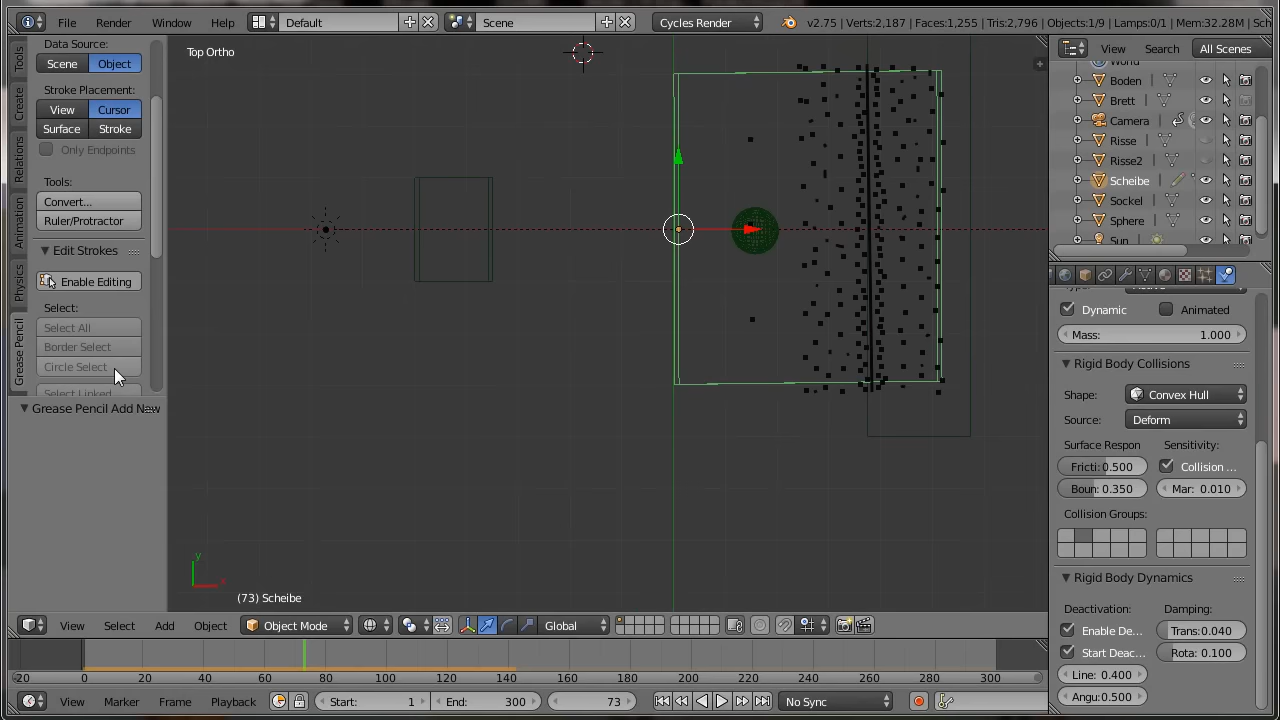 File Render Window Help Default Scene Cycles Render v2.75 | Verts:2,187 | Faces:1,255 | Tris:2,796 | Objects:1/9 | Lamps:0/1 | Mem:32.28M | Sch
Data Source:
Scene Object
Stroke Placement:
View Cursor
Surface Stroke
Only Endpoints
Tools:
Convert...
Ruler/Protractor
Edit Strokes
Enable Editing
Select:
Select All
Border Select
Circle Select
Select Linked
Grease Pencil Add New
Tools
Create
Relations
Animation
Physics
Grease Pencil
Top Ortho
y
x
(73) Scheibe
View Select Add Object Object Mode Global
-20 0 20 40 60 80 100 120 140 160 180 200 220 240 260 280 300
View Marker Frame Playback Start: 1 End: 300 73 No Sync
View Search All Scenes
World
Boden
Brett
Camera
Risse
Risse2
Scheibe
Sockel
Sphere
Sun
Dynamic Animated
Mass: 1.000
Rigid Body Collisions
Shape: Convex Hull
Source: Deform
Surface Respon Sensitivity:
Fricti: 0.500 Collision ...
Boun: 0.350 Mar: 0.010
Collision Groups:
Rigid Body Dynamics
Deactivation: Damping:
Enable De... Trans:0.040
Start Deac... Rota: 0.100
Line: 0.400
Angu:0.500